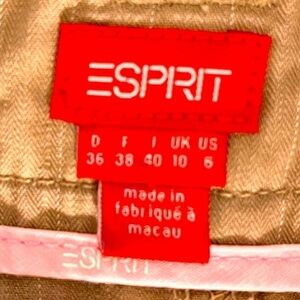 ESPRIT
D F I UK US
36 38 40 10 6
made in
fabriqué à
macau
ESPRIT